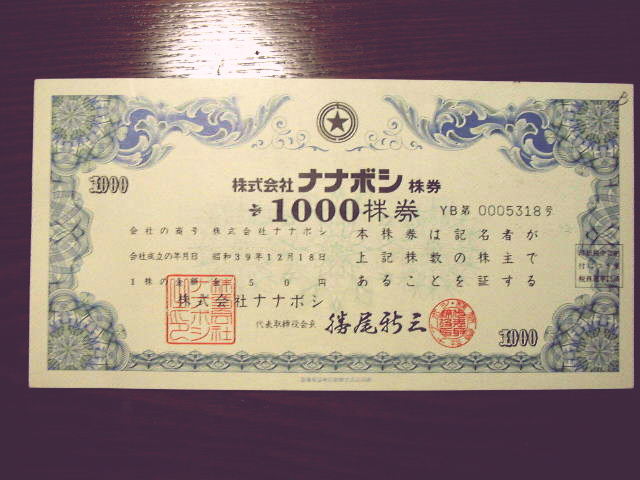 株式会社ナナボシ株券
1000 1000株券 YB第0005318号
会社の商号 株式会社ナナボシ
会社成立の年月日 昭和39年12月18日
1株の金額金50円
本株券は記名者が
上記株数の株主で
あることを証する
株式会社ナナボシ
代表取締役会長 勝尾新三
1000